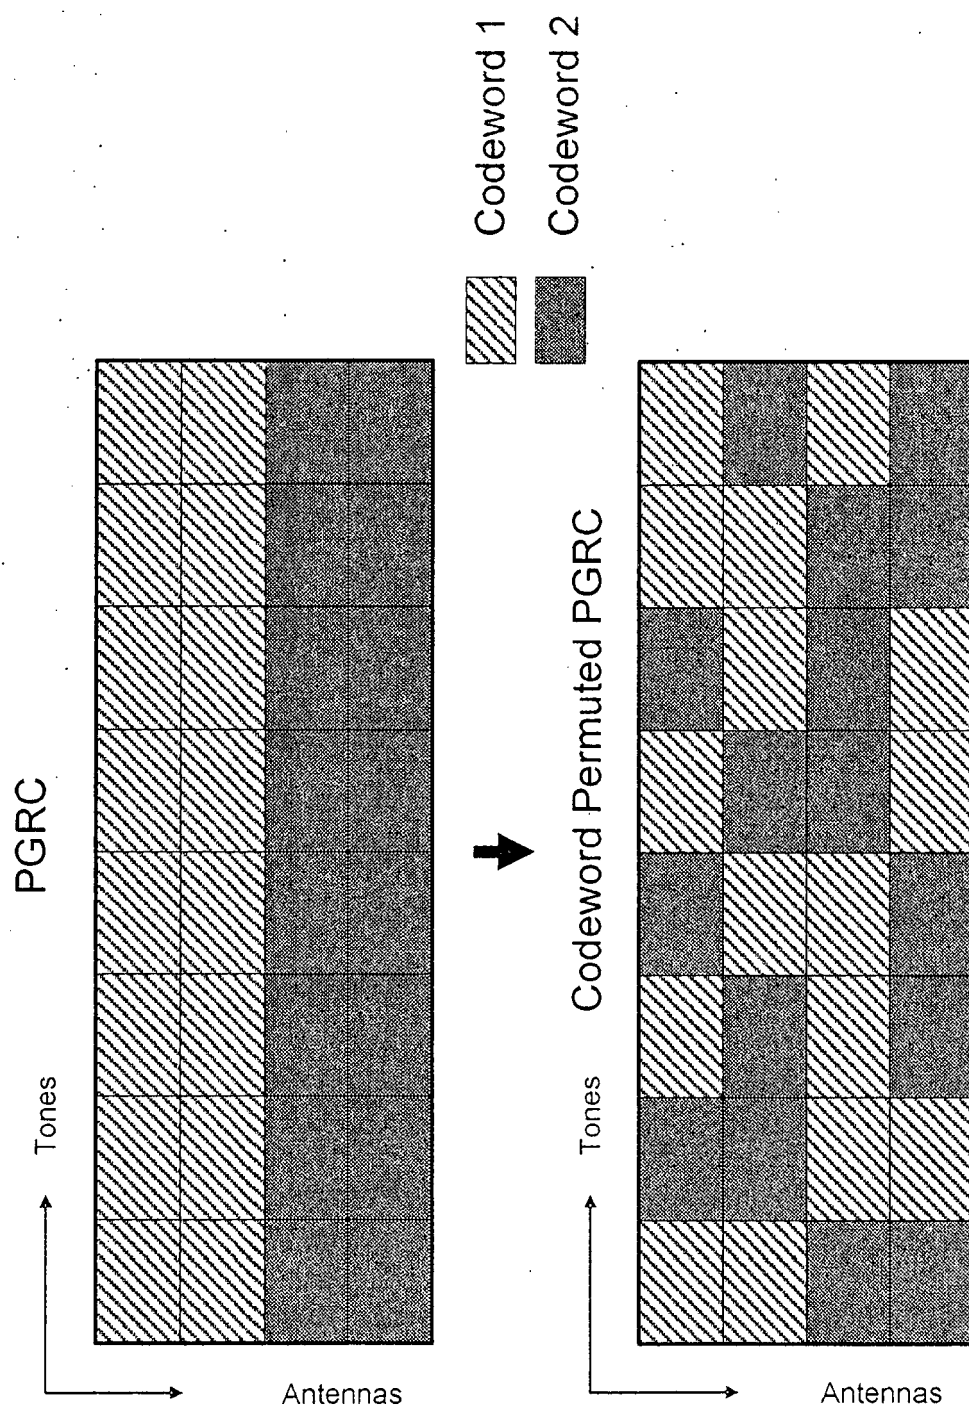 PGRC
Tones
Antennas
Codeword 1
Codeword 2
Codeword Permuted PGRC
Tones
Antennas